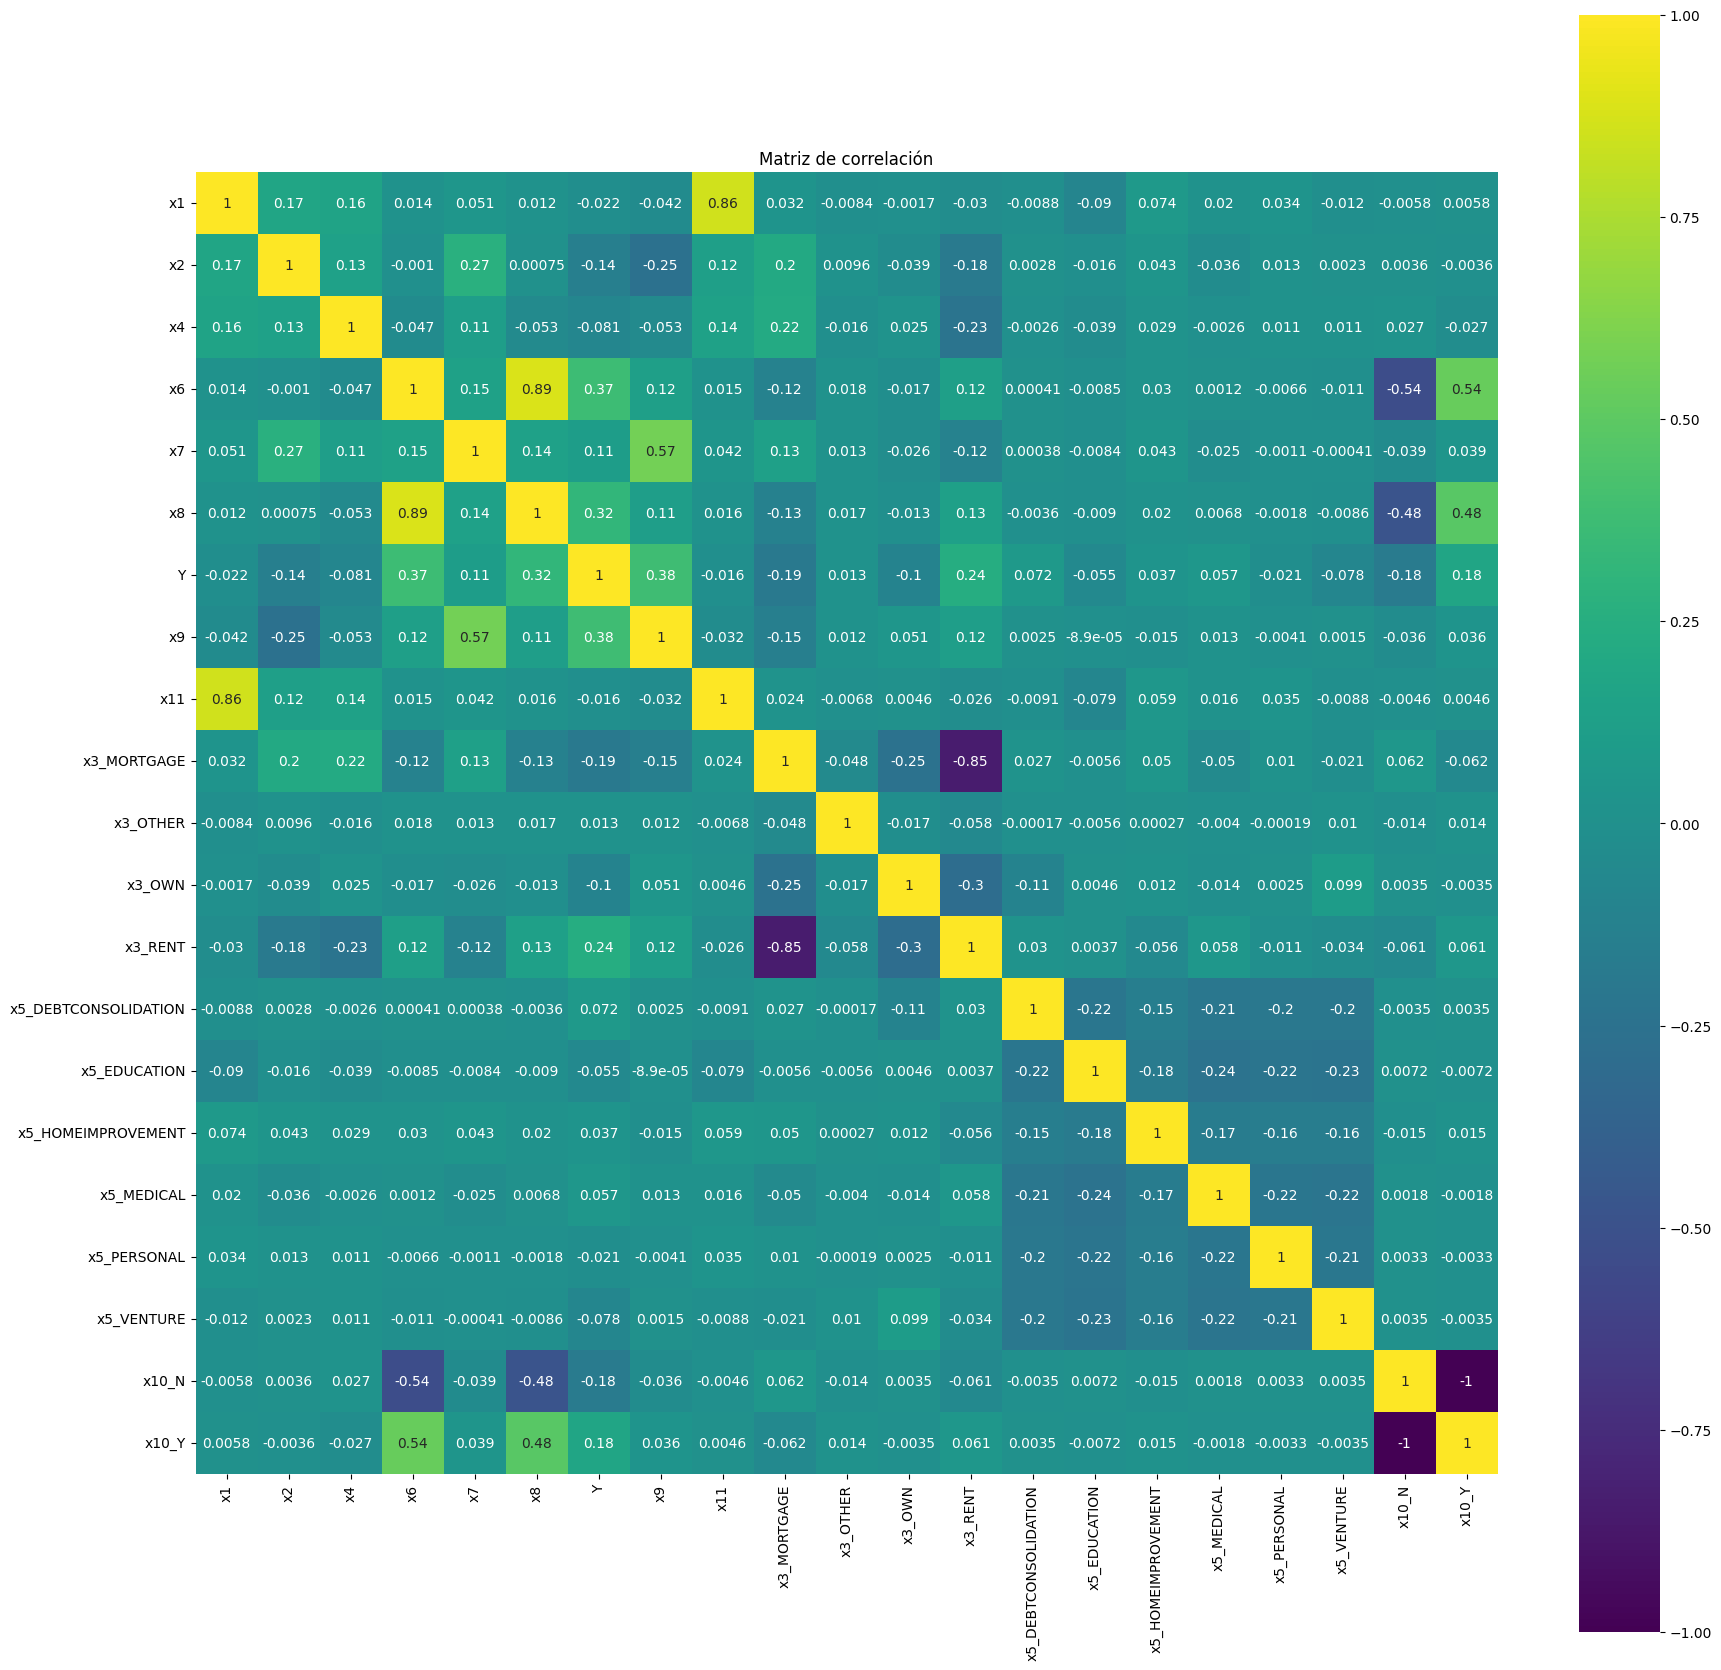 Matriz de correlación
1.00
0.75
0.50
0.25
0.00
−0.25
−0.50
−0.75
−1.00
x1 1 0.17 0.16 0.014 0.051 0.012 -0.022 -0.042 0.86 0.032 -0.0084 -0.0017 -0.03 -0.0088 -0.09 0.074 0.02 0.034 -0.012 -0.0058 0.0058
x2 0.17 1 0.13 -0.001 0.27 0.00075 -0.14 -0.25 0.12 0.2 0.0096 -0.039 -0.18 0.0028 -0.016 0.043 -0.036 0.013 0.0023 0.0036 -0.0036
x4 0.16 0.13 1 -0.047 0.11 -0.053 -0.081 -0.053 0.14 0.22 -0.016 0.025 -0.23 -0.0026 -0.039 0.029 -0.0026 0.011 0.011 0.027 -0.027
x6 0.014 -0.001 -0.047 1 0.15 0.89 0.37 0.12 0.015 -0.12 0.018 -0.017 0.12 0.00041 -0.0085 0.03 0.0012 -0.0066 -0.011 -0.54 0.54
x7 0.051 0.27 0.11 0.15 1 0.14 0.11 0.57 0.042 0.13 0.013 -0.026 -0.12 0.00038 -0.0084 0.043 -0.025 -0.0011 -0.00041 -0.039 0.039
x8 0.012 0.00075 -0.053 0.89 0.14 1 0.32 0.11 0.016 -0.13 0.017 -0.013 0.13 -0.0036 -0.009 0.02 0.0068 -0.0018 -0.0086 -0.48 0.48
Y -0.022 -0.14 -0.081 0.37 0.11 0.32 1 0.38 -0.016 -0.19 0.013 -0.1 0.24 0.072 -0.055 0.037 0.057 -0.021 -0.078 -0.18 0.18
x9 -0.042 -0.25 -0.053 0.12 0.57 0.11 0.38 1 -0.032 -0.15 0.012 0.051 0.12 0.0025 -8.9e-05 -0.015 0.013 -0.0041 0.0015 -0.036 0.036
x11 0.86 0.12 0.14 0.015 0.042 0.016 -0.016 -0.032 1 0.024 -0.0068 0.0046 -0.026 -0.0091 -0.079 0.059 0.016 0.035 -0.0088 -0.0046 0.0046
x3_MORTGAGE 0.032 0.2 0.22 -0.12 0.13 -0.13 -0.19 -0.15 0.024 1 -0.048 -0.25 -0.85 0.027 -0.0056 0.05 -0.05 0.01 -0.021 0.062 -0.062
x3_OTHER -0.0084 0.0096 -0.016 0.018 0.013 0.017 0.013 0.012 -0.0068 -0.048 1 -0.017 -0.058 -0.00017 -0.0056 0.00027 -0.004 -0.00019 0.01 -0.014 0.014
x3_OWN -0.0017 -0.039 0.025 -0.017 -0.026 -0.013 -0.1 0.051 0.0046 -0.25 -0.017 1 -0.3 -0.11 0.0046 0.012 -0.014 0.0025 0.099 0.0035 -0.0035
x3_RENT -0.03 -0.18 -0.23 0.12 -0.12 0.13 0.24 0.12 -0.026 -0.85 -0.058 -0.3 1 0.03 0.0037 -0.056 0.058 -0.011 -0.034 -0.061 0.061
x5_DEBTCONSOLIDATION -0.0088 0.0028 -0.0026 0.00041 0.00038 -0.0036 0.072 0.0025 -0.0091 0.027 -0.00017 -0.11 0.03 1 -0.22 -0.15 -0.21 -0.2 -0.2 -0.0035 0.0035
x5_EDUCATION -0.09 -0.016 -0.039 -0.0085 -0.0084 -0.009 -0.055 -8.9e-05 -0.079 -0.0056 -0.0056 0.0046 0.0037 -0.22 1 -0.18 -0.24 -0.22 -0.23 0.0072 -0.0072
x5_HOMEIMPROVEMENT 0.074 0.043 0.029 0.03 0.043 0.02 0.037 -0.015 0.059 0.05 0.00027 0.012 -0.056 -0.15 -0.18 1 -0.17 -0.16 -0.16 -0.015 0.015
x5_MEDICAL 0.02 -0.036 -0.0026 0.0012 -0.025 0.0068 0.057 0.013 0.016 -0.05 -0.004 -0.014 0.058 -0.21 -0.24 -0.17 1 -0.22 -0.22 0.0018 -0.0018
x5_PERSONAL 0.034 0.013 0.011 -0.0066 -0.0011 -0.0018 -0.021 -0.0041 0.035 0.01 -0.00019 0.0025 -0.011 -0.2 -0.22 -0.16 -0.22 1 -0.21 0.0033 -0.0033
x5_VENTURE -0.012 0.0023 0.011 -0.011 -0.00041 -0.0086 -0.078 0.0015 -0.0088 -0.021 0.01 0.099 -0.034 -0.2 -0.23 -0.16 -0.22 -0.21 1 0.0035 -0.0035
x10_N -0.0058 0.0036 0.027 -0.54 -0.039 -0.48 -0.18 -0.036 -0.0046 0.062 -0.014 0.0035 -0.061 -0.0035 0.0072 -0.015 0.0018 0.0033 0.0035 1 -1
x10_Y 0.0058 -0.0036 -0.027 0.54 0.039 0.48 0.18 0.036 0.0046 -0.062 0.014 -0.0035 0.061 0.0035 -0.0072 0.015 -0.0018 -0.0033 -0.0035 -1 1
x1 x2 x4 x6 x7 x8 Y x9 x11 x3_MORTGAGE x3_OTHER x3_OWN x3_RENT x5_DEBTCONSOLIDATION x5_EDUCATION x5_HOMEIMPROVEMENT x5_MEDICAL x5_PERSONAL x5_VENTURE x10_N x10_Y